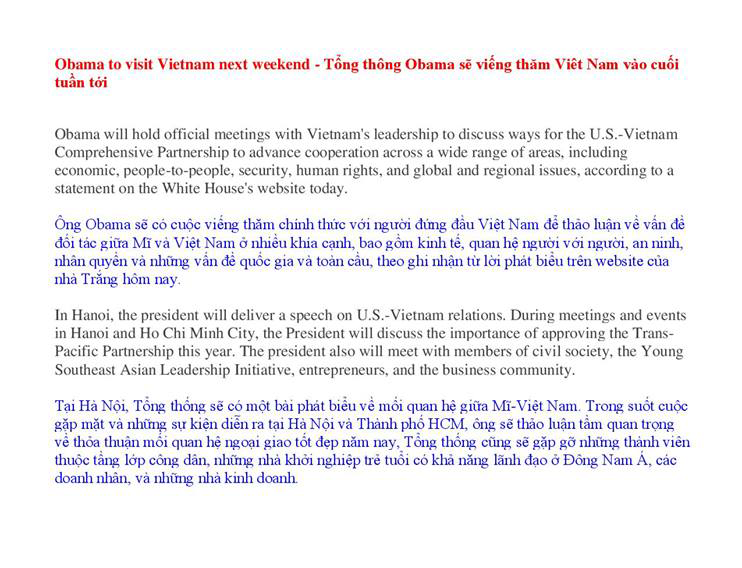 Obama to visit Vietnam next weekend - Tổng thông Obama sẽ viếng thăm Viêt Nam vào cuối
tuần tới
Obama will hold official meetings with Vietnam's leadership to discuss ways for the U.S.-Vietnam
Comprehensive Partnership to advance cooperation across a wide range of areas, including
economic, people-to-people, security, human rights, and global and regional issues, according to a
statement on the White House's website today.
Ông Obama sẽ có cuộc viếng thăm chính thức với người đứng đầu Việt Nam để thảo luận về vấn đề
đối tác giữa Mĩ và Việt Nam ở nhiều khía cạnh, bao gồm kinh tế, quan hệ người với người, an ninh,
nhân quyền và những vấn đề quốc gia và toàn cầu, theo ghi nhận từ lời phát biểu trên website của
nhà Trắng hôm nay.
In Hanoi, the president will deliver a speech on U.S.-Vietnam relations. During meetings and events
in Hanoi and Ho Chi Minh City, the President will discuss the importance of approving the Trans-
Pacific Partnership this year. The president also will meet with members of civil society, the Young
Southeast Asian Leadership Initiative, entrepreneurs, and the business community.
Tại Hà Nội, Tổng thống sẽ có một bài phát biểu về mối quan hệ giữa Mĩ-Việt Nam. Trong suốt cuộc
gặp mặt và những sự kiện diễn ra tại Hà Nội và Thành phố HCM, ông sẽ thảo luận tầm quan trọng
về thỏa thuận mối quan hệ ngoại giao tốt đẹp năm nay, Tổng thống cũng sẽ gặp gỡ những thành viên
thuộc tầng lớp công dân, những nhà khởi nghiệp trẻ tuổi có khả năng lãnh đạo ở Đông Nam Á, các
doanh nhân, và những nhà kinh doanh.